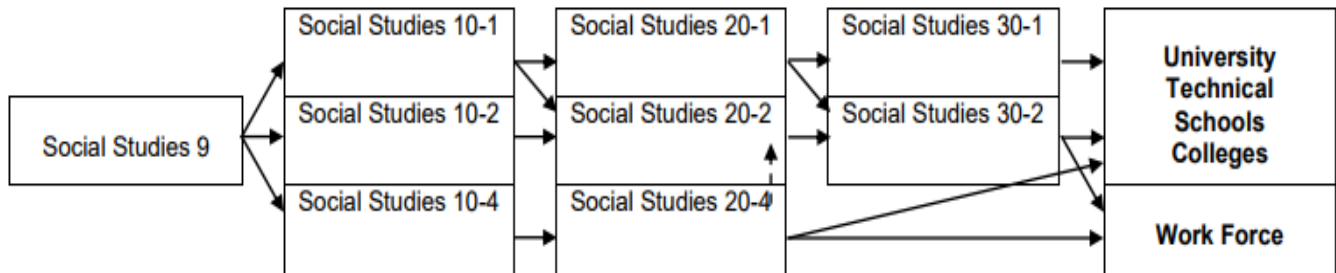 Social Studies 10-1
Social Studies 20-1
Social Studies 30-1
University
Technical
Schools
Colleges
Social Studies 9
Social Studies 10-2
Social Studies 20-2
Social Studies 30-2
Social Studies 10-4
Social Studies 20-4
Work Force